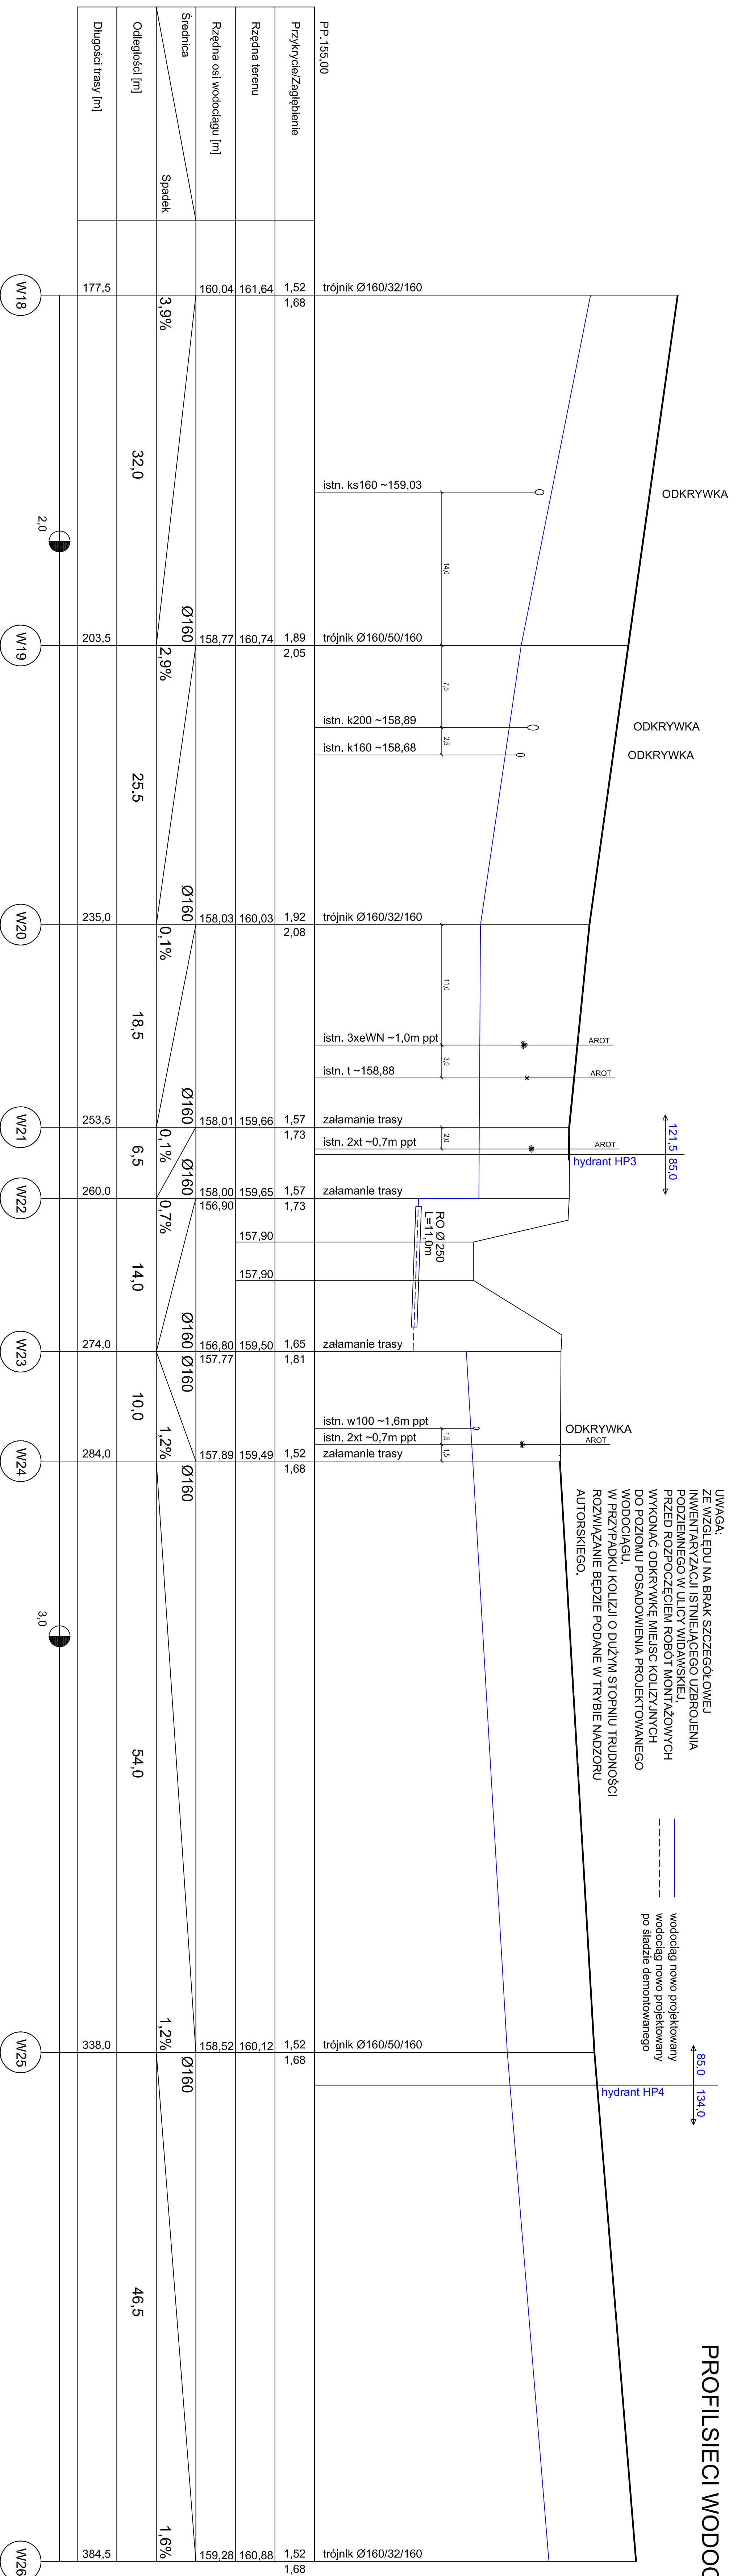 PROFILSIECI WODOC
UWAGA:
ZE WZGLĘDU NA BRAK SZCZEGÓŁOWEJ
INWENTARYZACJI ISTNIEJĄCEGO UZBROJENIA
PODZIEMNEGO W ULICY WIDAWSKIEJ,
PRZED ROZPOCZĘCIEM ROBÓT MONTAŻOWYCH
WYKONAĆ ODKRYWKĘ MIEJSC KOLIZYJNYCH
DO POZIOMU POSADOWIENIA PROJEKTOWANEGO
WODOCIĄGU.
W PRZYPADKU KOLIZJI O DUŻYM STOPNIU TRUDNOŚCI
ROZWIĄZANIE BĘDZIE PODANE W TRYBIE NADZORU
AUTORSKIEGO.
wodociąg nowo projektowany
wodociąg nowo projektowany
po śladzie demontowanego
ODKRYWKA
ODKRYWKA
ODKRYWKA
AROT
AROT
AROT
121,5 85,0
hydrant HP3
RO Ø 250
L=11,0m
ODKRYWKA
AROT
85,0 134,0
hydrant HP4
PP.155,00
trójnik Ø160/32/160
istn. ks160 ~159,03
14,0
trójnik Ø160/50/160
7,5
istn. k200 ~158,89
2,5
istn. k160 ~158,68
trójnik Ø160/32/160
11,0
istn. 3xeWN ~1,0m ppt
3,0
istn. t ~158,88
załamanie trasy
2,0
istn. 2xt ~0,7m ppt
załamanie trasy
załamanie trasy
istn. w100 ~1,6m ppt
1,5
istn. 2xt ~0,7m ppt
1,5
załamanie trasy
trójnik Ø160/50/160
trójnik Ø160/32/160
Przykrycie/Zagłębienie
1,52 1,68
1,89 2,05
1,92 2,08
1,57 1,73
1,57 1,73
1,65 1,81
1,52 1,68
1,52 1,68
1,52 1,68
Rzędna terenu
161,64 160,74 160,03 159,66 159,65 157,90 157,90 159,50 159,49 160,12 160,88
Rzędna osi wodociągu [m]
160,04 158,77 158,03 158,01 158,00 156,90 156,80 157,77 157,89 158,52 159,28
Średnica
Spadek
Ø160 Ø160 Ø160 Ø160 Ø160 Ø160 Ø160 Ø160
3,9% 2,9% 0,1% 0,1% 0,7% 1,2% 1,2% 1,6%
Odległości [m]
32,0 25.5 18,5 6,5 14,0 10,0 54,0 46,5
Długości trasy [m]
177,5 203,5 235,0 253,5 260,0 274,0 284,0 338,0 384,5
2,0 3,0
W18 W19 W20 W21 W22 W23 W24 W25 W26